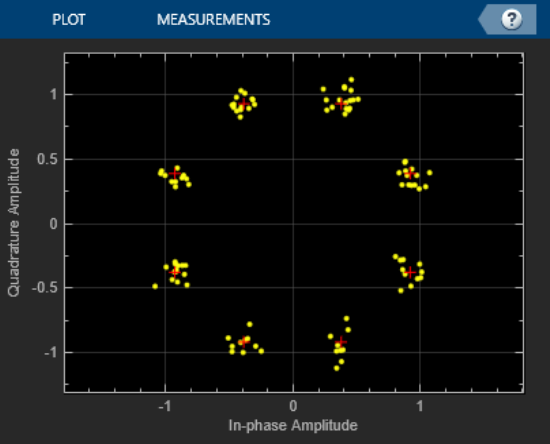 PLOT MEASUREMENTS ?
1
0.5
0
-0.5
-1
Quadrature Amplitude
-1 0 1
In-phase Amplitude